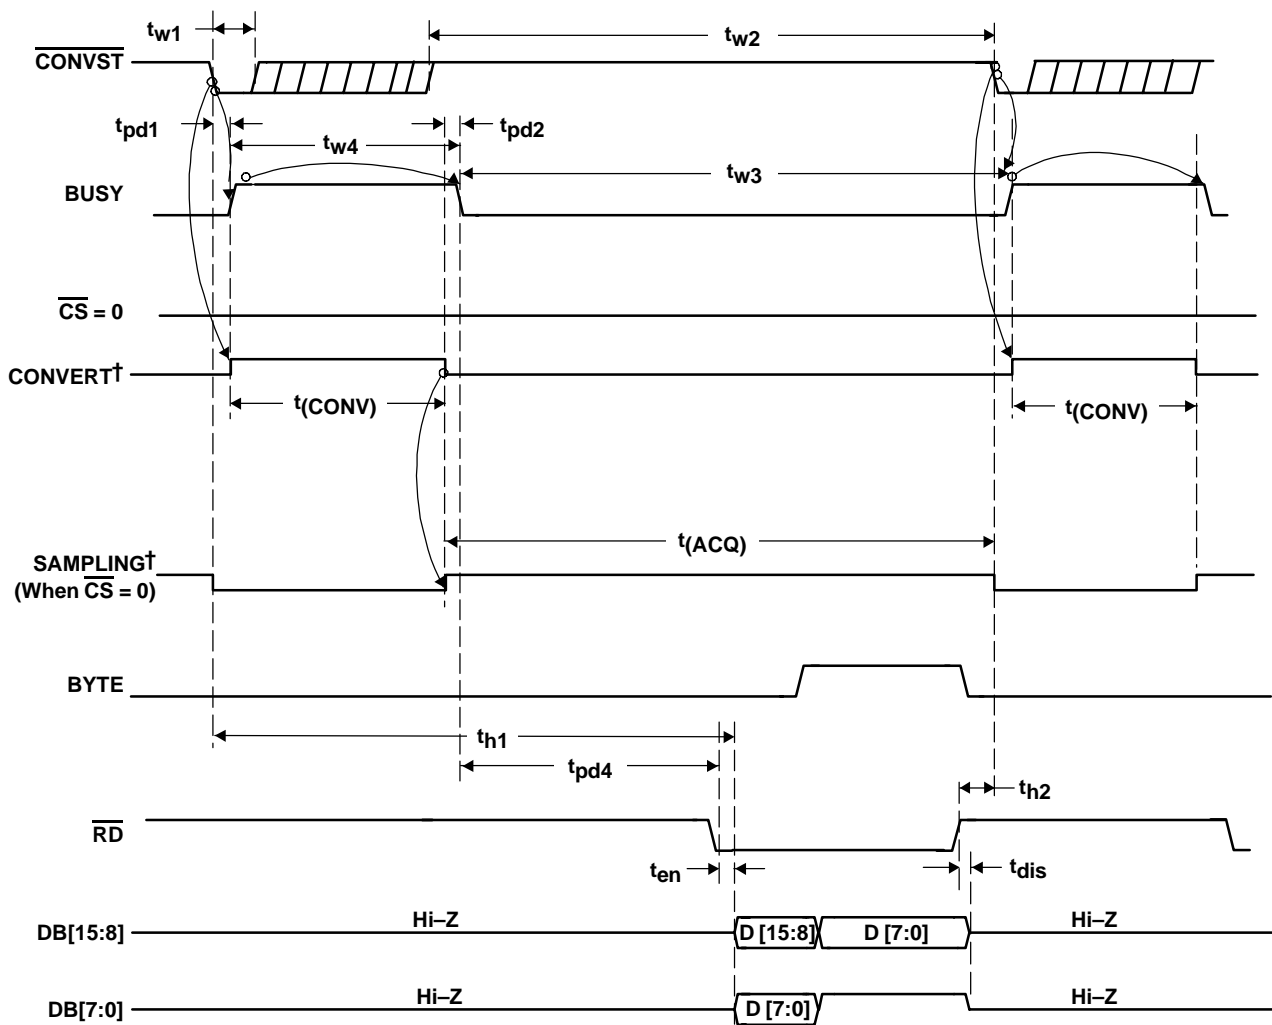 tw1
tw2
CONVST
tpd1
tw4
tpd2
tw3
BUSY
CS = 0
CONVERT†
t(CONV)
t(CONV)
t(ACQ)
SAMPLING†
(When CS = 0)
BYTE
th1
tpd4
th2
RD
ten
tdis
Hi–Z
Hi–Z
DB[15:8]
D [15:8]
D [7:0]
Hi–Z
Hi–Z
DB[7:0]
D [7:0]